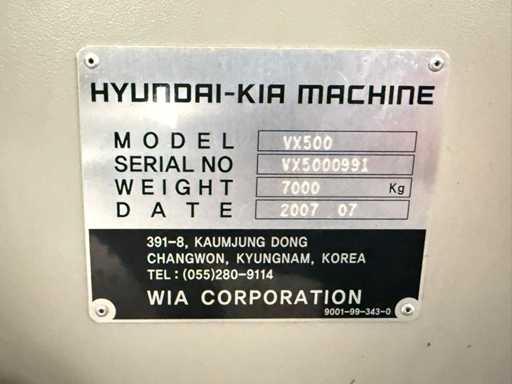 HYUNDAI-KIA MACHINE
MODEL VX500
SERIAL NO VX5000991
WEIGHT 7000 Kg
DATE 2007 07
391-8, KAUMJUNG DONG
CHANGWON, KYUNGNAM, KOREA
TEL : (055)280-9114
WIA CORPORATION
9001-99-343-0